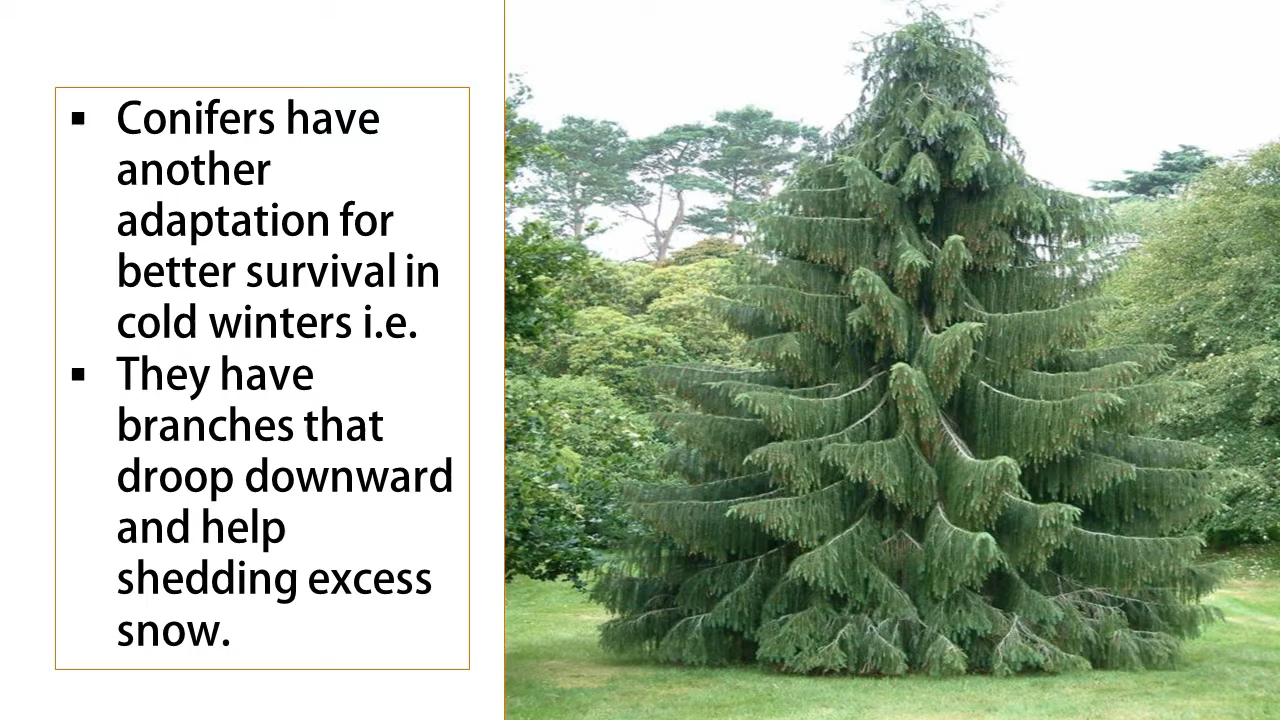 ▪ Conifers have
another
adaptation for
better survival in
cold winters i.e.
▪ They have
branches that
droop downward
and help
shedding excess
snow.